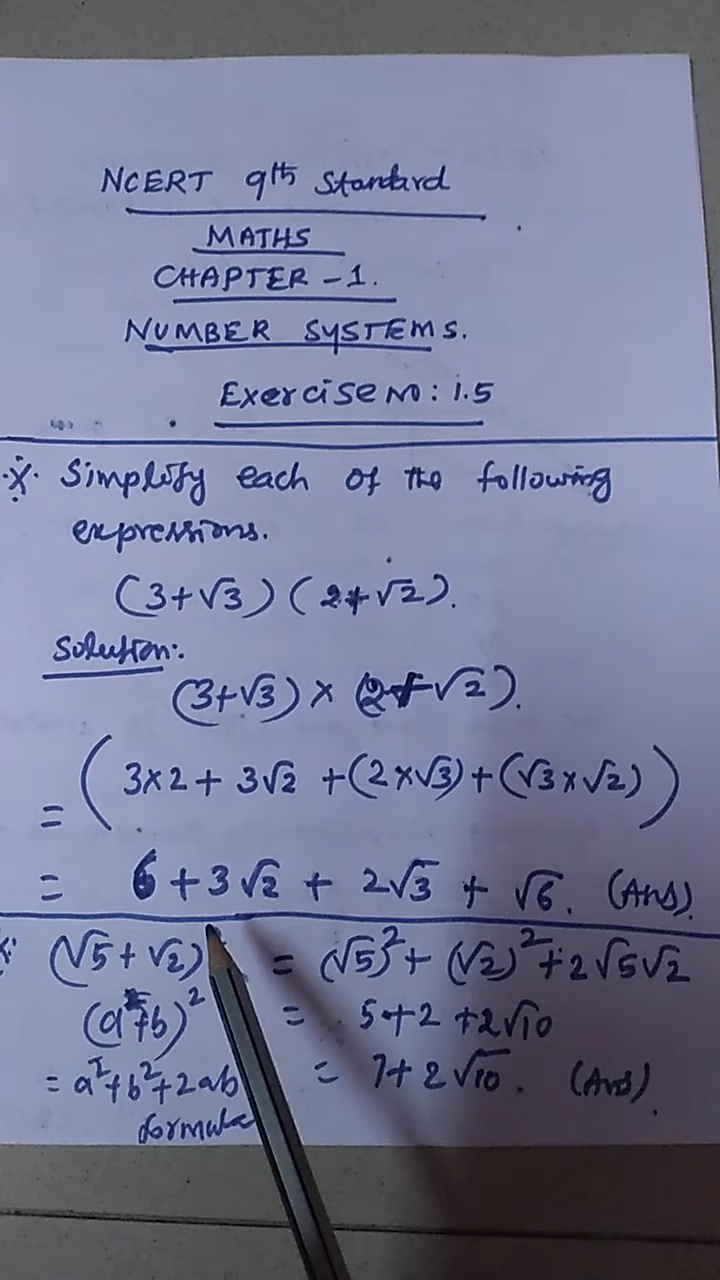 NCERT 9th Standard
MATHS
CHAPTER - 1.
NUMBER SYSTEMS.
Exercise No: 1.5
Simplify each of the following
expressions.
(3+√3) (2+√2).
Solution:
(3+√3) × (2+√2).
= (3×2 + 3√2 + (2×√3) + (√3×√2))
= 6 + 3√2 + 2√3 + √6. (Ans).
(√5 + √2) = (√5)² + (√2)² + 2√5√2
(a+b)² = 5+2 + 2√10
= a²+b²+2ab = 7+2√10. (Ans).
formula